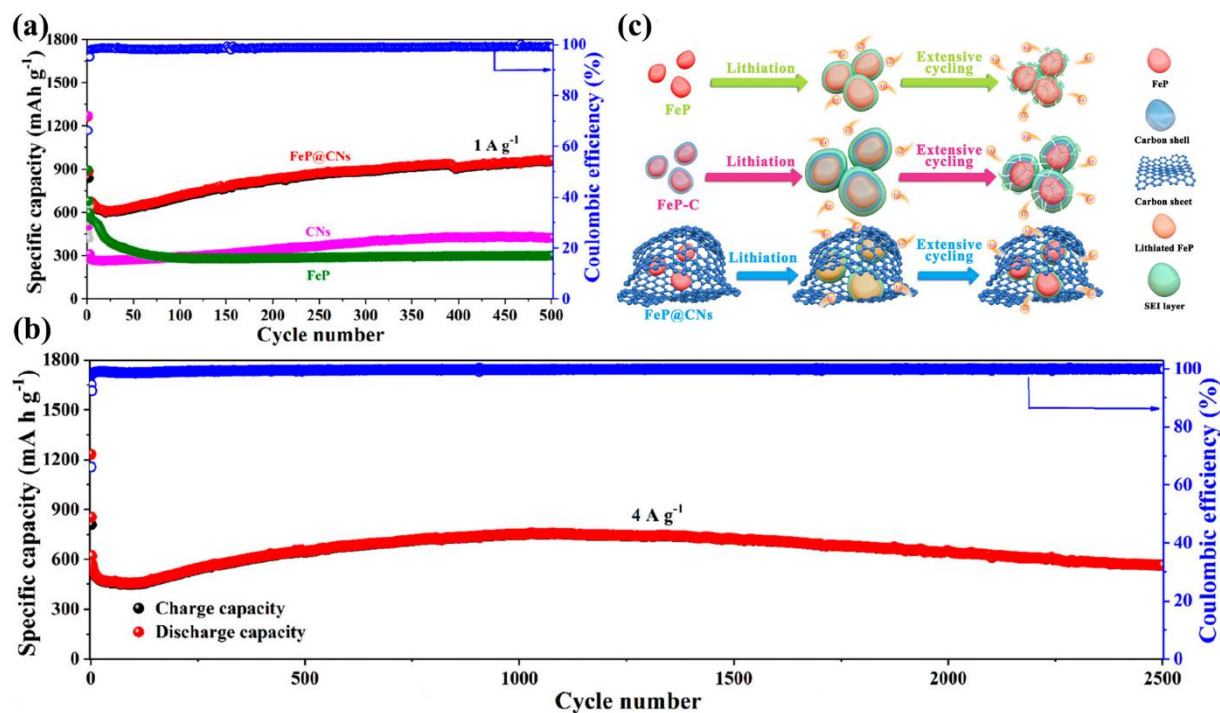 (a)
1800
1500
1200
900
600
300
0
Specific capacity (mAh g⁻¹)
FeP@CNs
1 A g⁻¹
CNs
FeP
100
80
60
40
20
0
Coulombic efficiency (%)
0 50 100 150 200 250 300 350 400 450 500
Cycle number
(c)
FeP
Lithiation
Extensive
cycling
FeP-C
Lithiation
Extensive
cycling
FeP@CNs
Lithiation
Extensive
cycling
FeP
Carbon shell
Carbon sheet
Lithiated FeP
SEI layer
(b)
1800
1500
1200
900
600
300
0
Specific capacity (mA h g⁻¹)
4 A g⁻¹
Charge capacity
Discharge capacity
100
80
60
40
20
0
Coulombic efficiency (%)
0 500 1000 1500 2000 2500
Cycle number